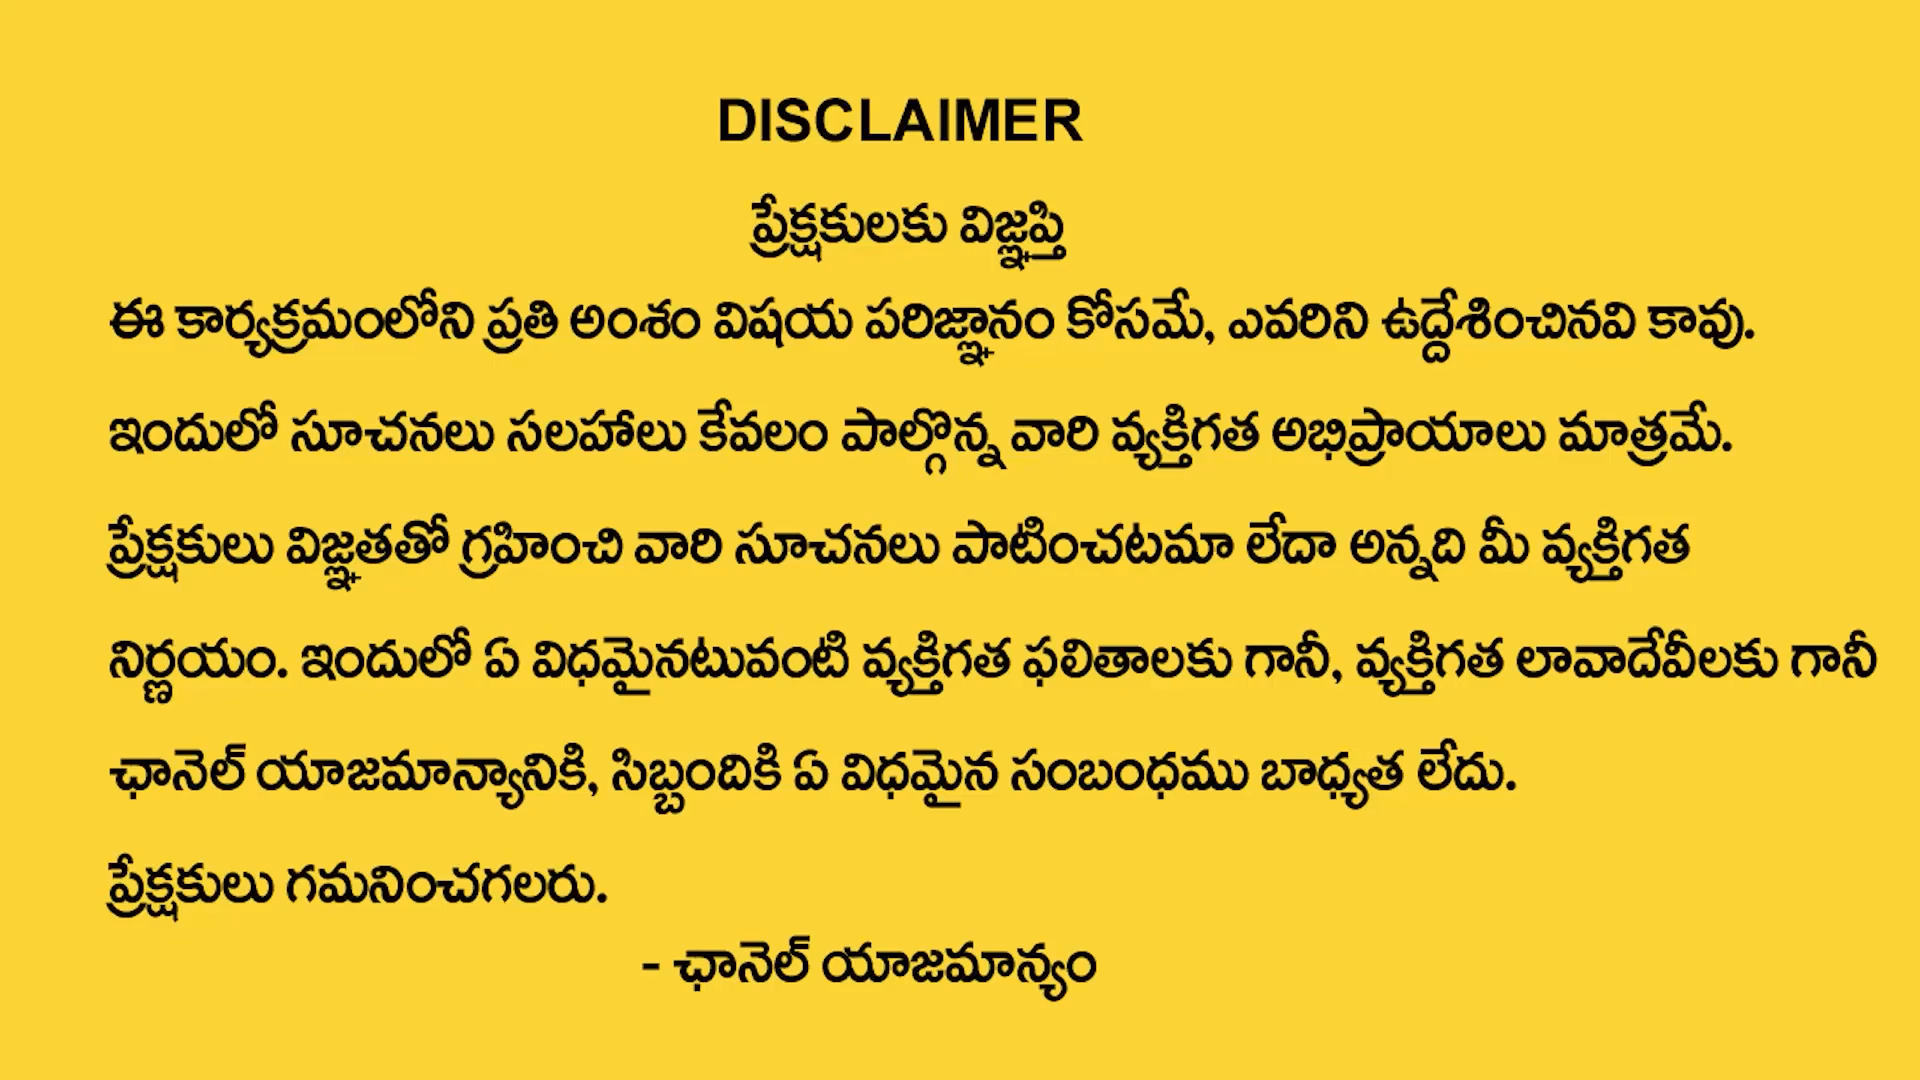 DISCLAIMER
ప్రేక్షకులకు విజ్ఞప్తి
ఈ కార్యక్రమంలోని ప్రతి అంశం విషయ పరిజ్ఞానం కోసమే, ఎవరిని ఉద్దేశించినవి కావు.
ఇందులో సూచనలు సలహాలు కేవలం పాల్గొన్న వారి వ్యక్తిగత అభిప్రాయాలు మాత్రమే.
ప్రేక్షకులు విజ్ఞతతో గ్రహించి వారి సూచనలు పాటించటమా లేదా అన్నది మీ వ్యక్తిగత
నిర్ణయం. ఇందులో ఏ విధమైనటువంటి వ్యక్తిగత ఫలితాలకు గానీ, వ్యక్తిగత లావాదేవీలకు గానీ
ఛానెల్ యాజమాన్యానికి, సిబ్బందికి ఏ విధమైన సంబంధము బాధ్యత లేదు.
ప్రేక్షకులు గమనించగలరు.
- ఛానెల్ యాజమాన్యం